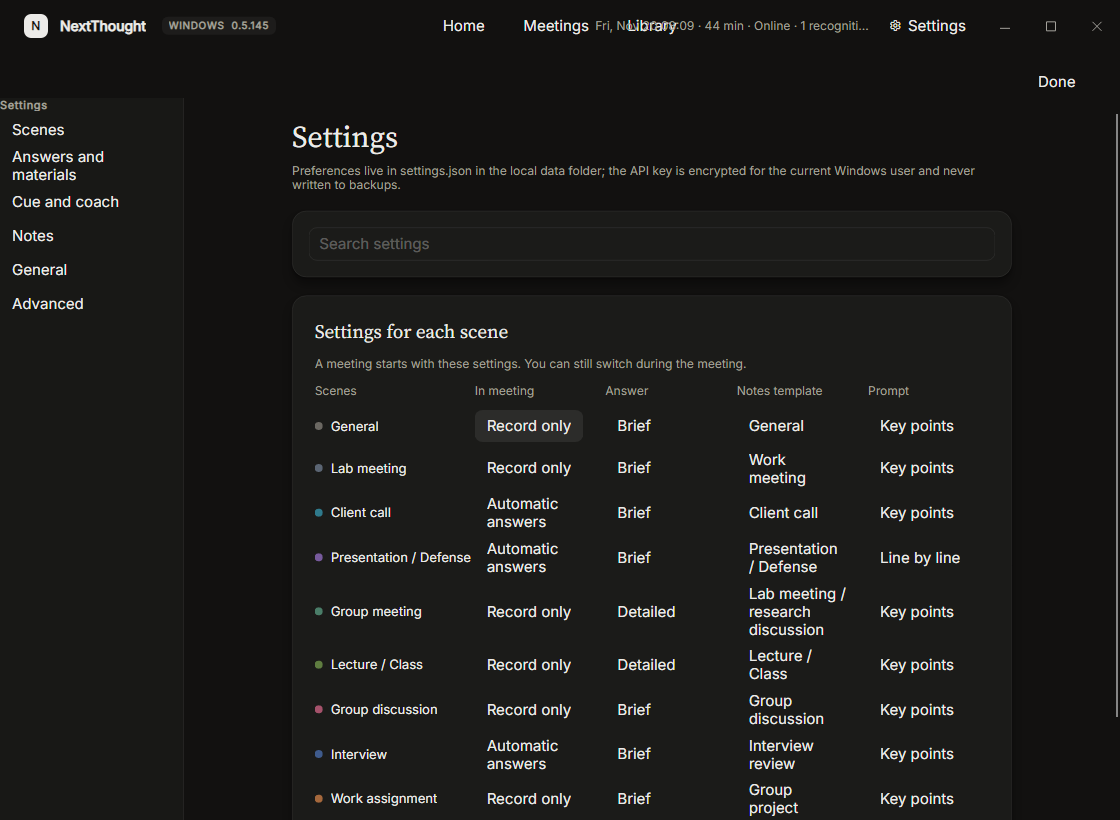 N NextThought WINDOWS 0.5.145 Home Meetings Library Fri, Nov 09:09 · 44 min · Online · 1 recogniti... Settings
Done
Settings
Scenes
Answers and
materials
Cue and coach
Notes
General
Advanced
Settings
Preferences live in settings.json in the local data folder; the API key is encrypted for the current Windows user and never
written to backups.
Search settings
Settings for each scene
A meeting starts with these settings. You can still switch during the meeting.
Scenes In meeting Answer Notes template Prompt
General Record only Brief General Key points
Lab meeting Record only Brief Work
meeting Key points
Client call Automatic
answers Brief Client call Key points
Presentation / Defense Automatic
answers Brief Presentation
/ Defense Line by line
Group meeting Record only Detailed Lab meeting /
research
discussion Key points
Lecture / Class Record only Detailed Lecture /
Class Key points
Group discussion Record only Brief Group
discussion Key points
Interview Automatic
answers Brief Interview
review Key points
Work assignment Record only Brief Group
project Key points